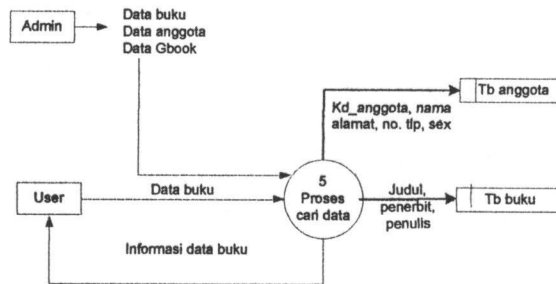 Data buku
Data anggota
Data Gbook
Admin
Tb anggota
Kd_anggota, nama
alamat, no. tlp, sex
5
Proses
cari data
User
Data buku
Judul,
penerbit,
penulis
Tb buku
Informasi data buku